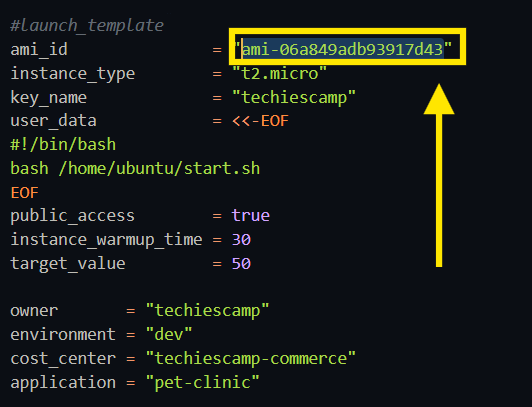 #launch_template
ami_id = "ami-06a849adb93917d43"
instance_type = "t2.micro"
key_name = "techiescamp"
user_data = <<-EOF
#!/bin/bash
bash /home/ubuntu/start.sh
EOF
public_access = true
instance_warmup_time = 30
target_value = 50
owner = "techiescamp"
environment = "dev"
cost_center = "techiescamp-commerce"
application = "pet-clinic"